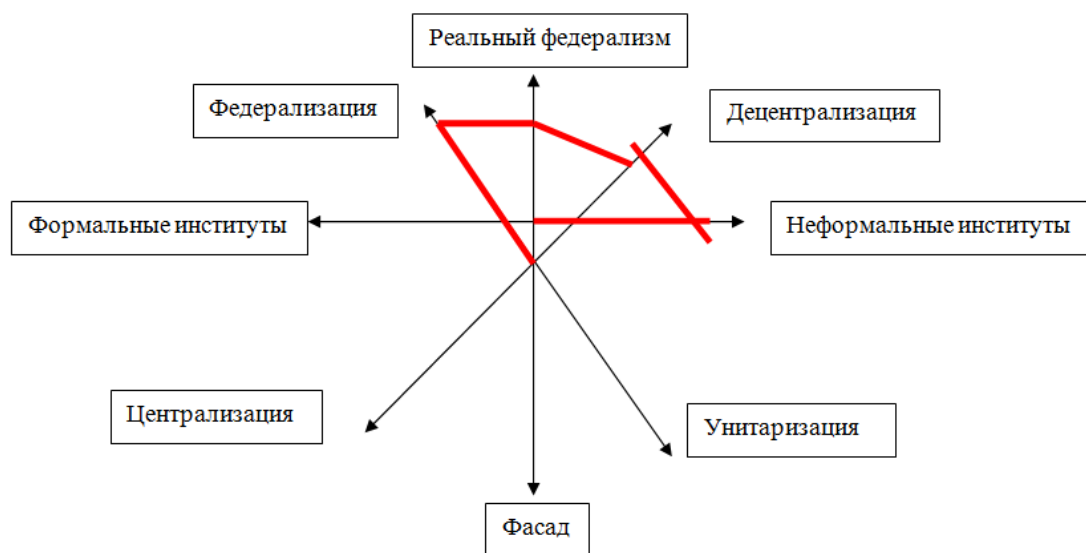 Реальный федерализм
Федерализация
Децентрализация
Формальные институты
Неформальные институты
Централизация
Унитаризация
Фасад